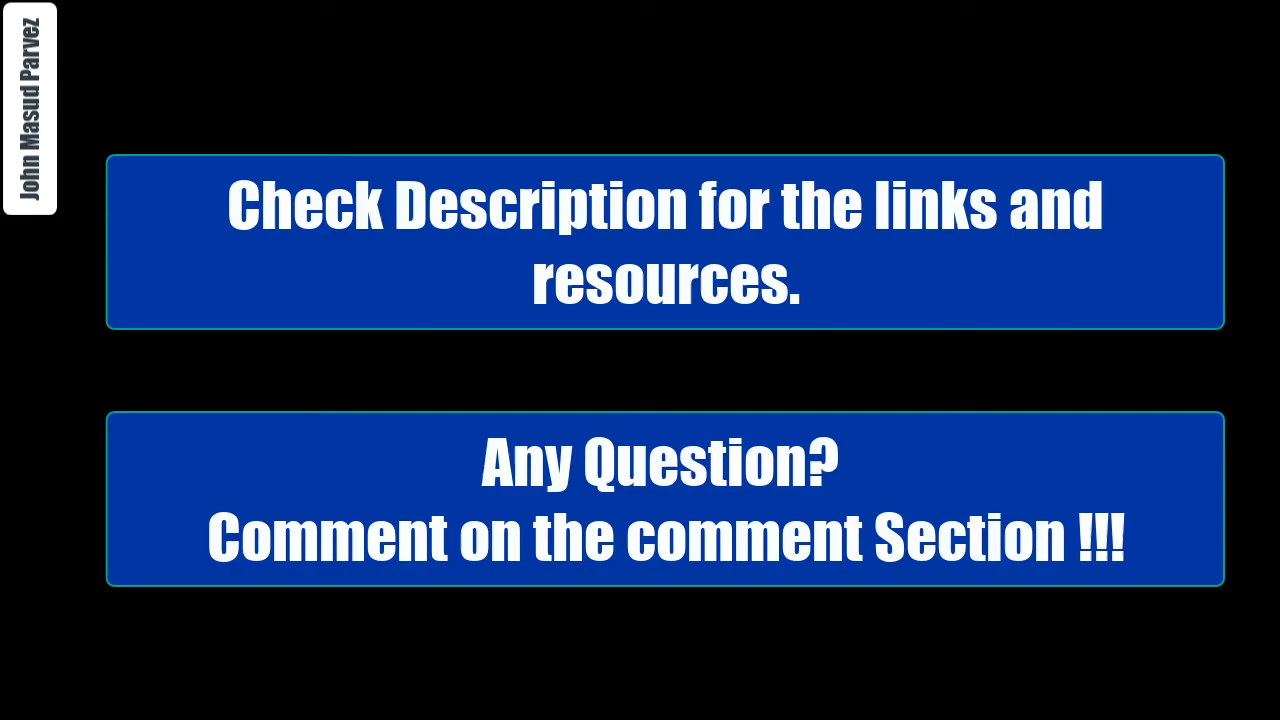 John Masud Parvez
Check Description for the links and
resources.
Any Question?
Comment on the comment Section !!!